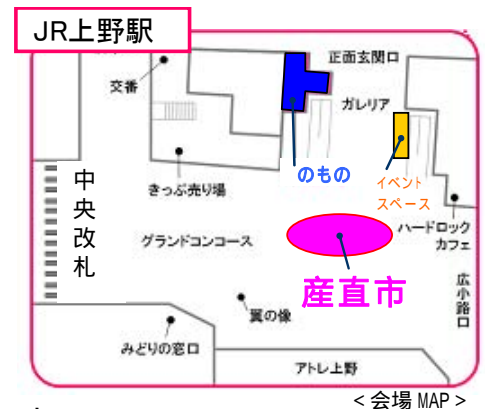 JR上野駅
正面玄関口
交番
ガレリア
のもの
イベント
スペース
きっぷ売り場
中央改札
グランドコンコース
ハードロック
カフェ
産直市
広小路口
翼の像
みどりの窓口
アトレ上野
<会場 MAP>